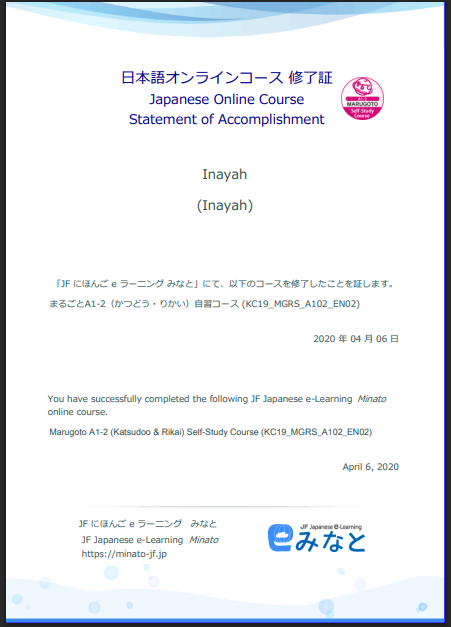 日本語オンラインコース 修了証
Japanese Online Course
Statement of Accomplishment
A1-2
MARUGOTO
Self-Study
Course
Inayah
(Inayah)
「JF にほんご e ラーニング みなと」にて、以下のコースを修了したことを証します。
まるごとA1-2（かつどう・りかい）自習コース (KC19_MGRS_A102_EN02)
2020 年 04 月 06 日
You have successfully completed the following JF Japanese e-Learning Minato
online course.
Marugoto A1-2 (Katsudoo & Rikai) Self-Study Course (KC19_MGRS_A102_EN02)
April 6, 2020
JF にほんご e ラーニング　みなと
JF Japanese e-Learning Minato
https://minato-jf.jp
JF Japanese e-Learning
みなと